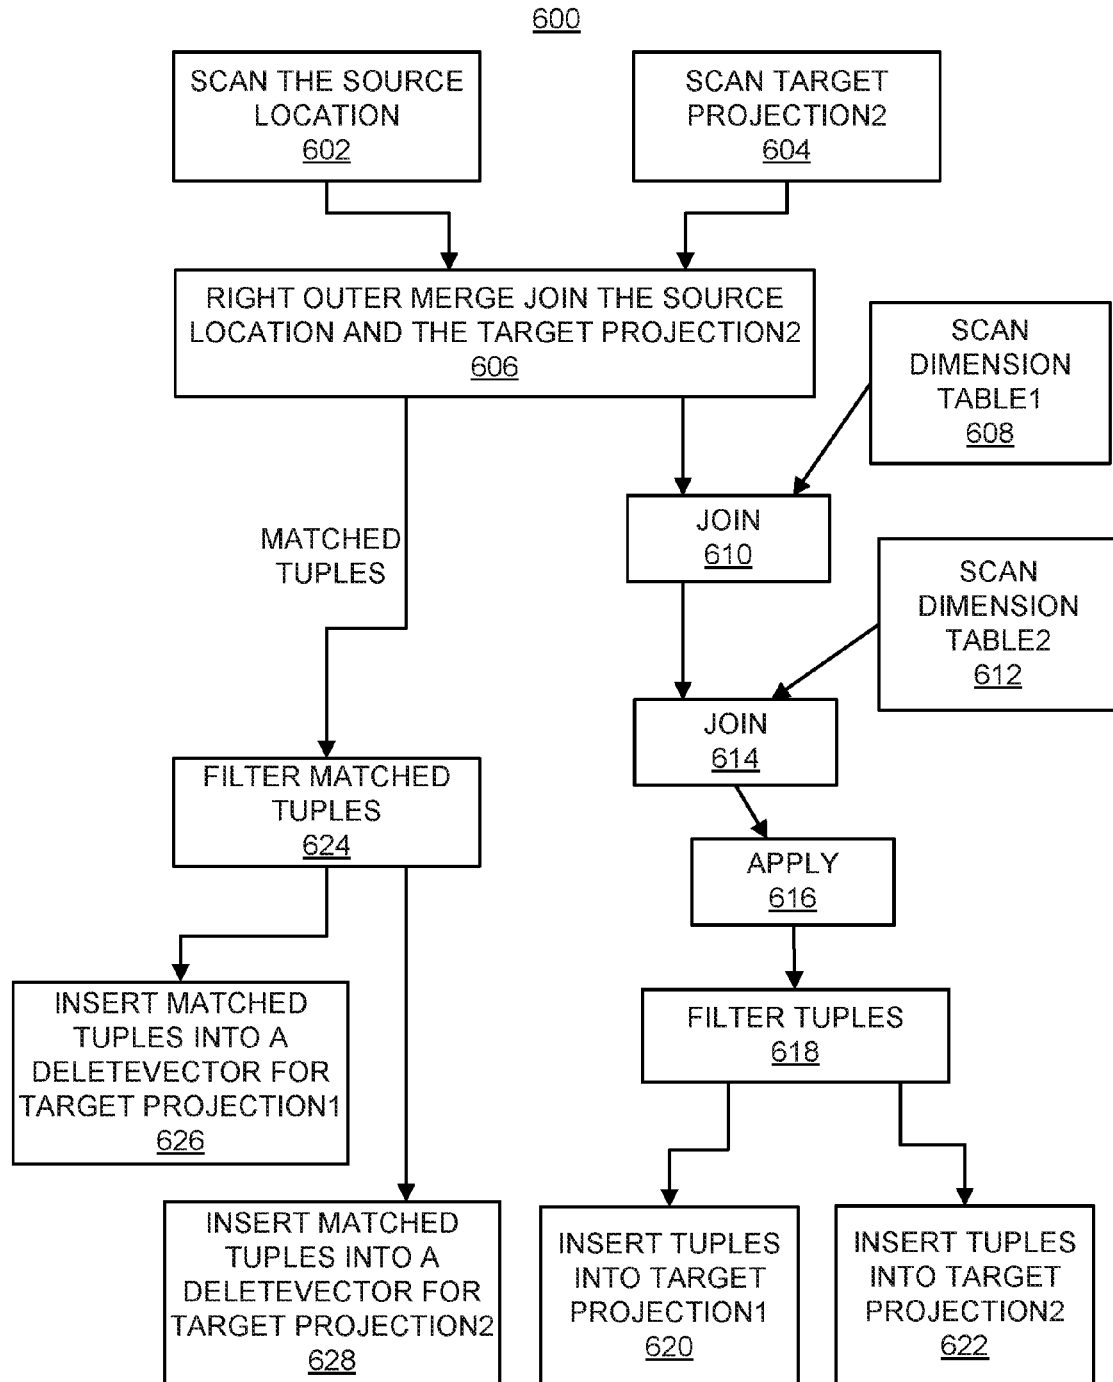 600
SCAN THE SOURCE
LOCATION
602
SCAN TARGET
PROJECTION2
604
RIGHT OUTER MERGE JOIN THE SOURCE
LOCATION AND THE TARGET PROJECTION2
606
SCAN
DIMENSION
TABLE1
608
JOIN
610
MATCHED
TUPLES
SCAN
DIMENSION
TABLE2
612
JOIN
614
FILTER MATCHED
TUPLES
624
APPLY
616
INSERT MATCHED
TUPLES INTO A
DELETEVECTOR FOR
TARGET PROJECTION1
626
FILTER TUPLES
618
INSERT MATCHED
TUPLES INTO A
DELETEVECTOR FOR
TARGET PROJECTION2
628
INSERT TUPLES
INTO TARGET
PROJECTION1
620
INSERT TUPLES
INTO TARGET
PROJECTION2
622